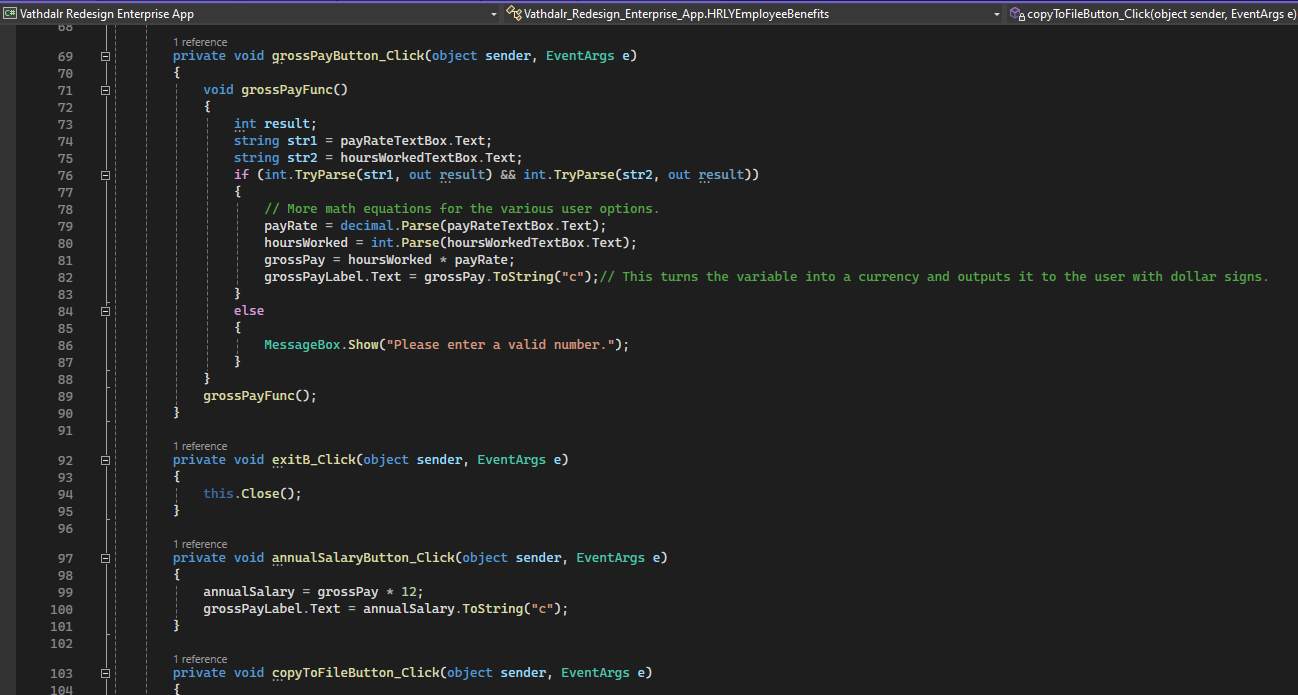 C# Vathdalr Redesign Enterprise App Vathdalr_Redesign_Enterprise_App.HRLYEmployeeBenefits copyToFileButton_Click(object sender, EventArgs e)
68
1 reference
69 private void grossPayButton_Click(object sender, EventArgs e)
70 {
71 void grossPayFunc()
72 {
73 int result;
74 string str1 = payRateTextBox.Text;
75 string str2 = hoursWorkedTextBox.Text;
76 if (int.TryParse(str1, out result) && int.TryParse(str2, out result))
77 {
78 // More math equations for the various user options.
79 payRate = decimal.Parse(payRateTextBox.Text);
80 hoursWorked = int.Parse(hoursWorkedTextBox.Text);
81 grossPay = hoursWorked * payRate;
82 grossPayLabel.Text = grossPay.ToString("c");// This turns the variable into a currency and outputs it to the user with dollar signs.
83 }
84 else
85 {
86 MessageBox.Show("Please enter a valid number.");
87 }
88 }
89 grossPayFunc();
90 }
91
1 reference
92 private void exitB_Click(object sender, EventArgs e)
93 {
94 this.Close();
95 }
96
1 reference
97 private void annualSalaryButton_Click(object sender, EventArgs e)
98 {
99 annualSalary = grossPay * 12;
100 grossPayLabel.Text = annualSalary.ToString("c");
101 }
102
1 reference
103 private void copyToFileButton_Click(object sender, EventArgs e)
104 {